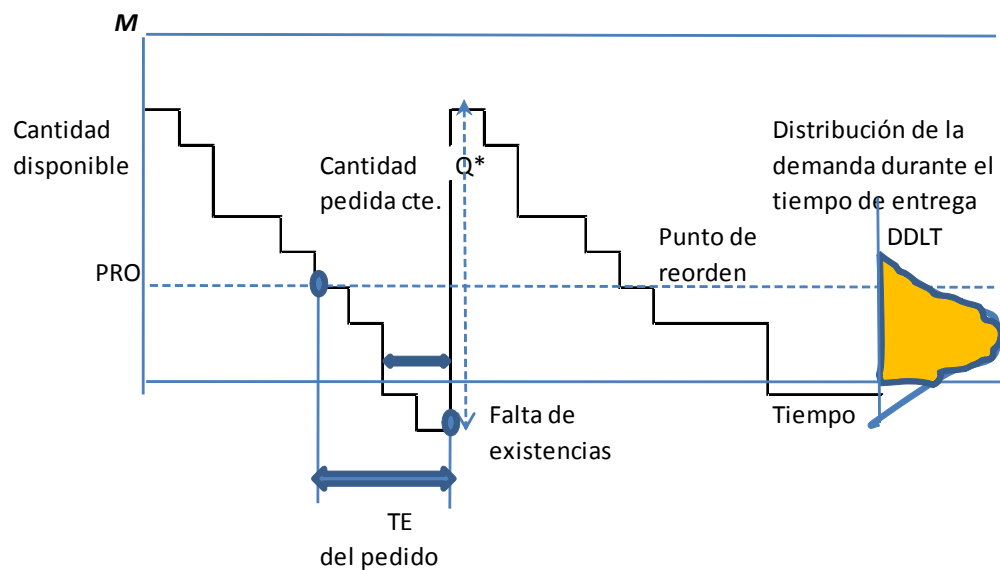 M
Cantidad
disponible
Cantidad
pedida cte.
Q*
Distribución de la
demanda durante el
tiempo de entrega
DDLT
Punto de
reorden
PRO
Falta de
existencias
Tiempo
TE
del pedido